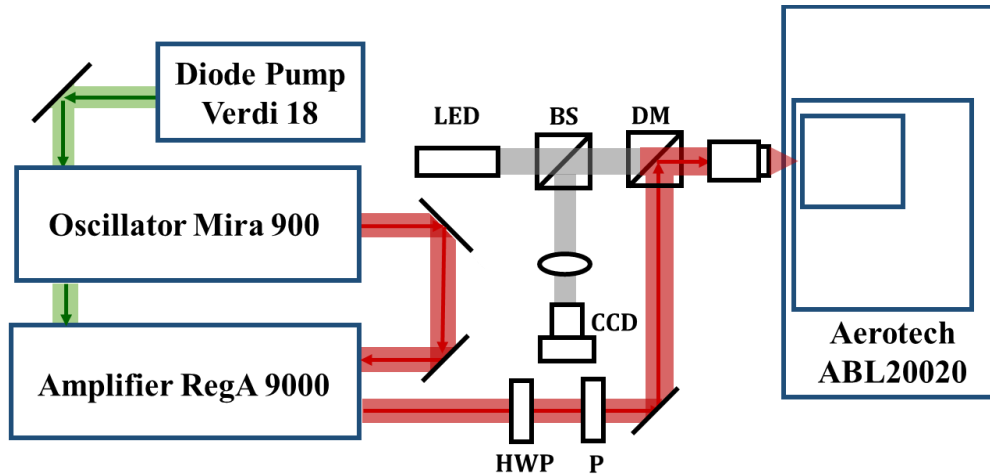 Diode Pump
Verdi 18
LED
BS
DM
Oscillator Mira 900
CCD
Aerotech
ABL20020
Amplifier RegA 9000
HWP
P